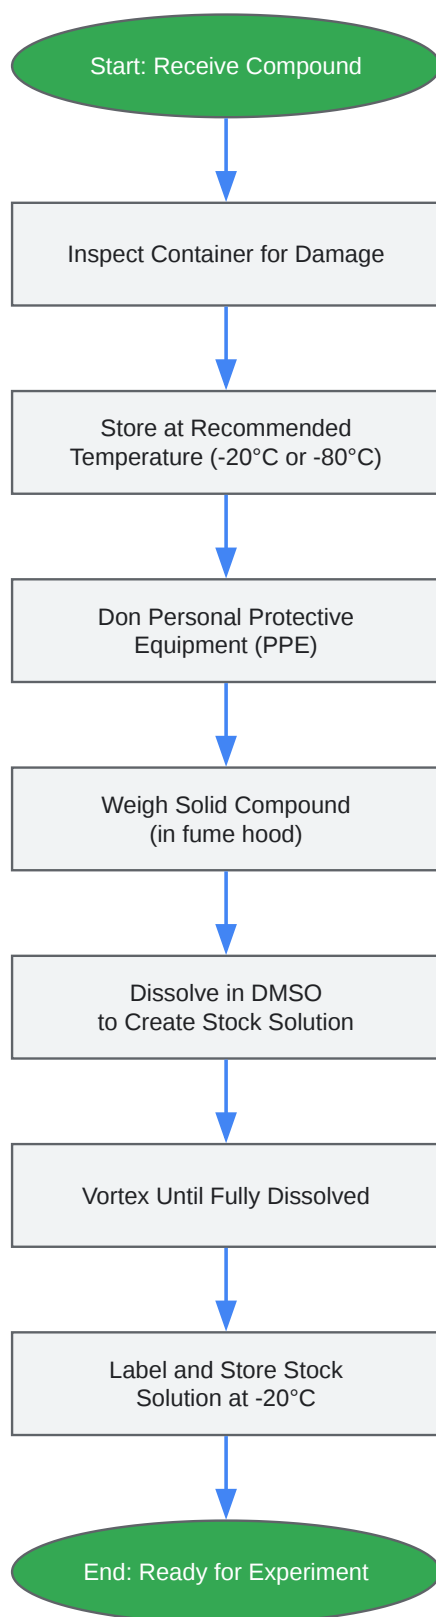 Start: Receive Compound
Inspect Container for Damage
Store at Recommended
Temperature (-20°C or -80°C)
Don Personal Protective
Equipment (PPE)
Weigh Solid Compound
(in fume hood)
Dissolve in DMSO
to Create Stock Solution
Vortex Until Fully Dissolved
Label and Store Stock
Solution at -20°C
End: Ready for Experiment